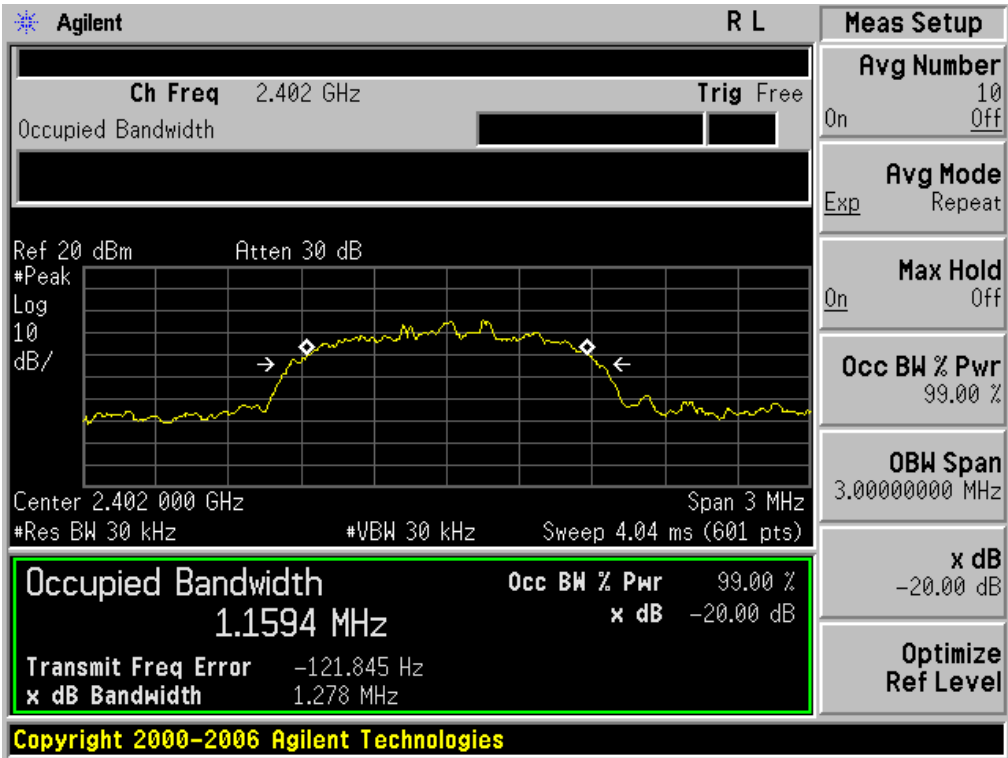 Agilent R L
Ch Freq 2.402 GHz Trig Free
Occupied Bandwidth
Ref 20 dBm Atten 30 dB
#Peak
Log
10
dB/
Center 2.402 000 GHz Span 3 MHz
#Res BW 30 kHz #VBW 30 kHz Sweep 4.04 ms (601 pts)
Occupied Bandwidth Occ BW % Pwr 99.00 %
1.1594 MHz x dB -20.00 dB
Transmit Freq Error -121.845 Hz
x dB Bandwidth 1.278 MHz
Copyright 2000-2006 Agilent Technologies
Meas Setup
Avg Number
10
On Off
Avg Mode
Exp Repeat
Max Hold
On Off
Occ BW % Pwr
99.00 %
OBW Span
3.00000000 MHz
x dB
-20.00 dB
Optimize
Ref Level